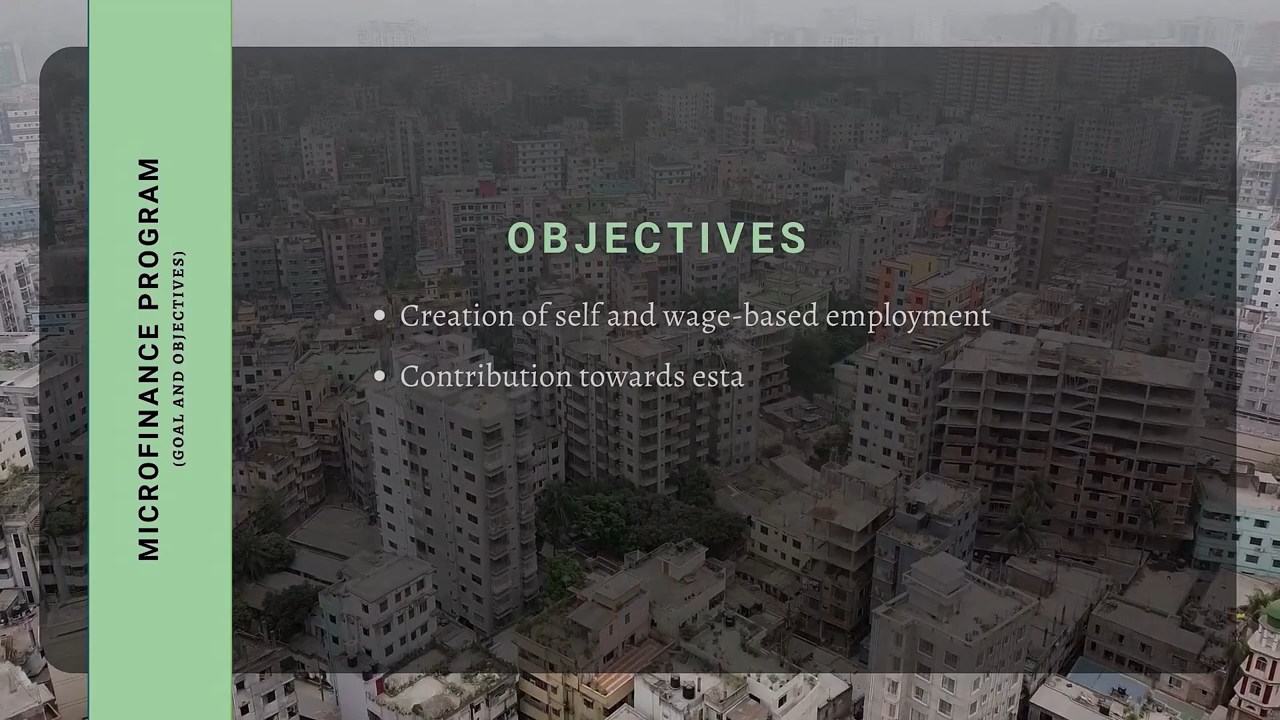 MICROFINANCE PROGRAM
(GOAL AND OBJECTIVES)
OBJECTIVES
• Creation of self and wage-based employment
• Contribution towards esta